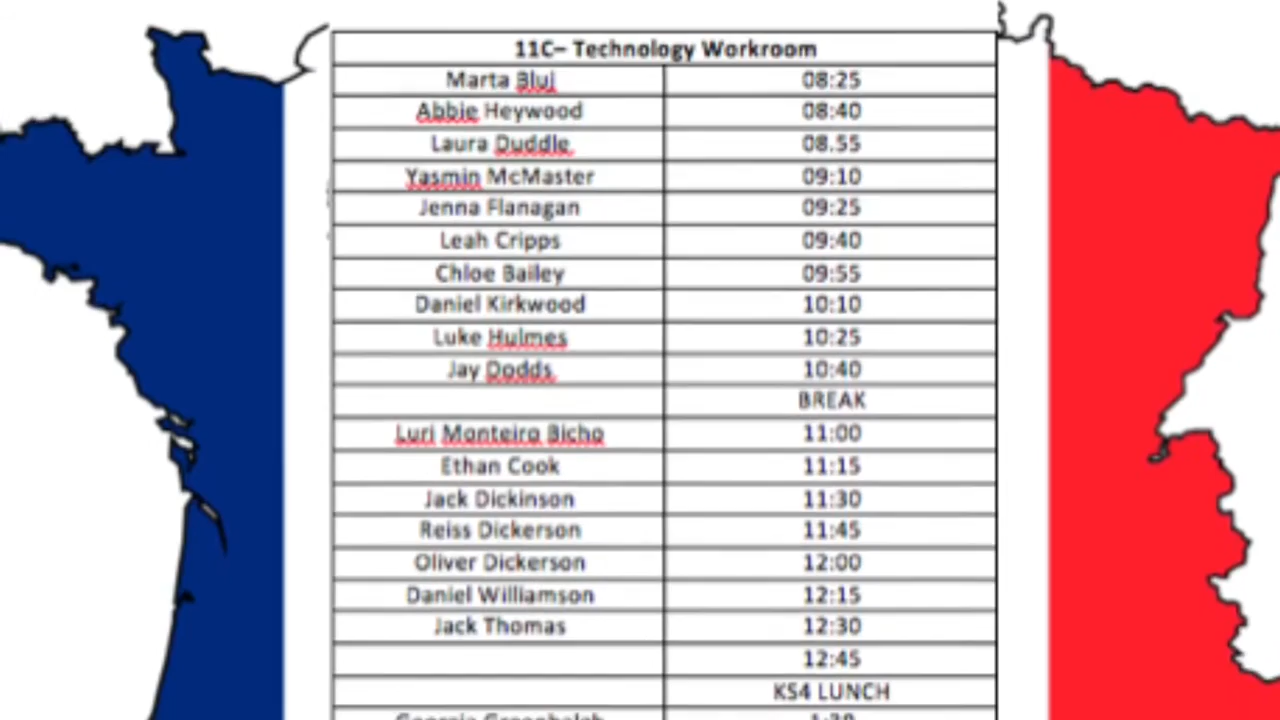 11C– Technology Workroom
Marta Bluj 08:25
Abbie Heywood 08:40
Laura Duddle 08.55
Yasmin McMaster 09:10
Jenna Flanagan 09:25
Leah Cripps 09:40
Chloe Bailey 09:55
Daniel Kirkwood 10:10
Luke Hulmes 10:25
Jay Dodds 10:40
BREAK
Luri Monteiro Bicho 11:00
Ethan Cook 11:15
Jack Dickinson 11:30
Reiss Dickerson 11:45
Oliver Dickerson 12:00
Daniel Williamson 12:15
Jack Thomas 12:30
12:45
KS4 LUNCH